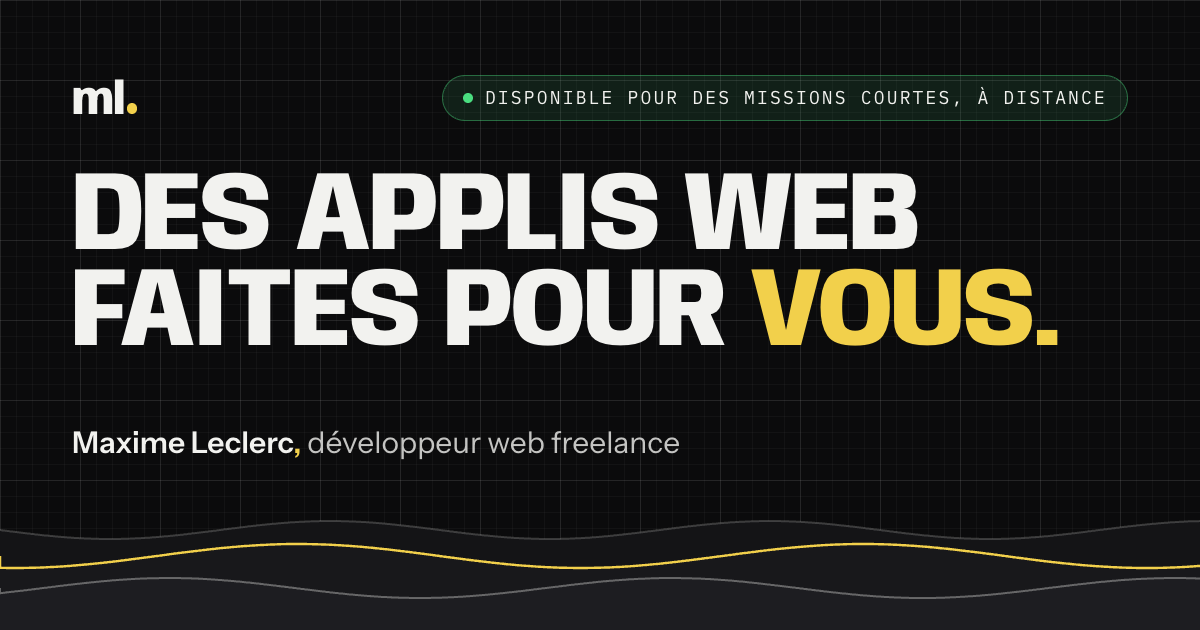 ml.
DISPONIBLE POUR DES MISSIONS COURTES, À DISTANCE
DES APPLIS WEB
FAITES POUR VOUS.
Maxime Leclerc, développeur web freelance